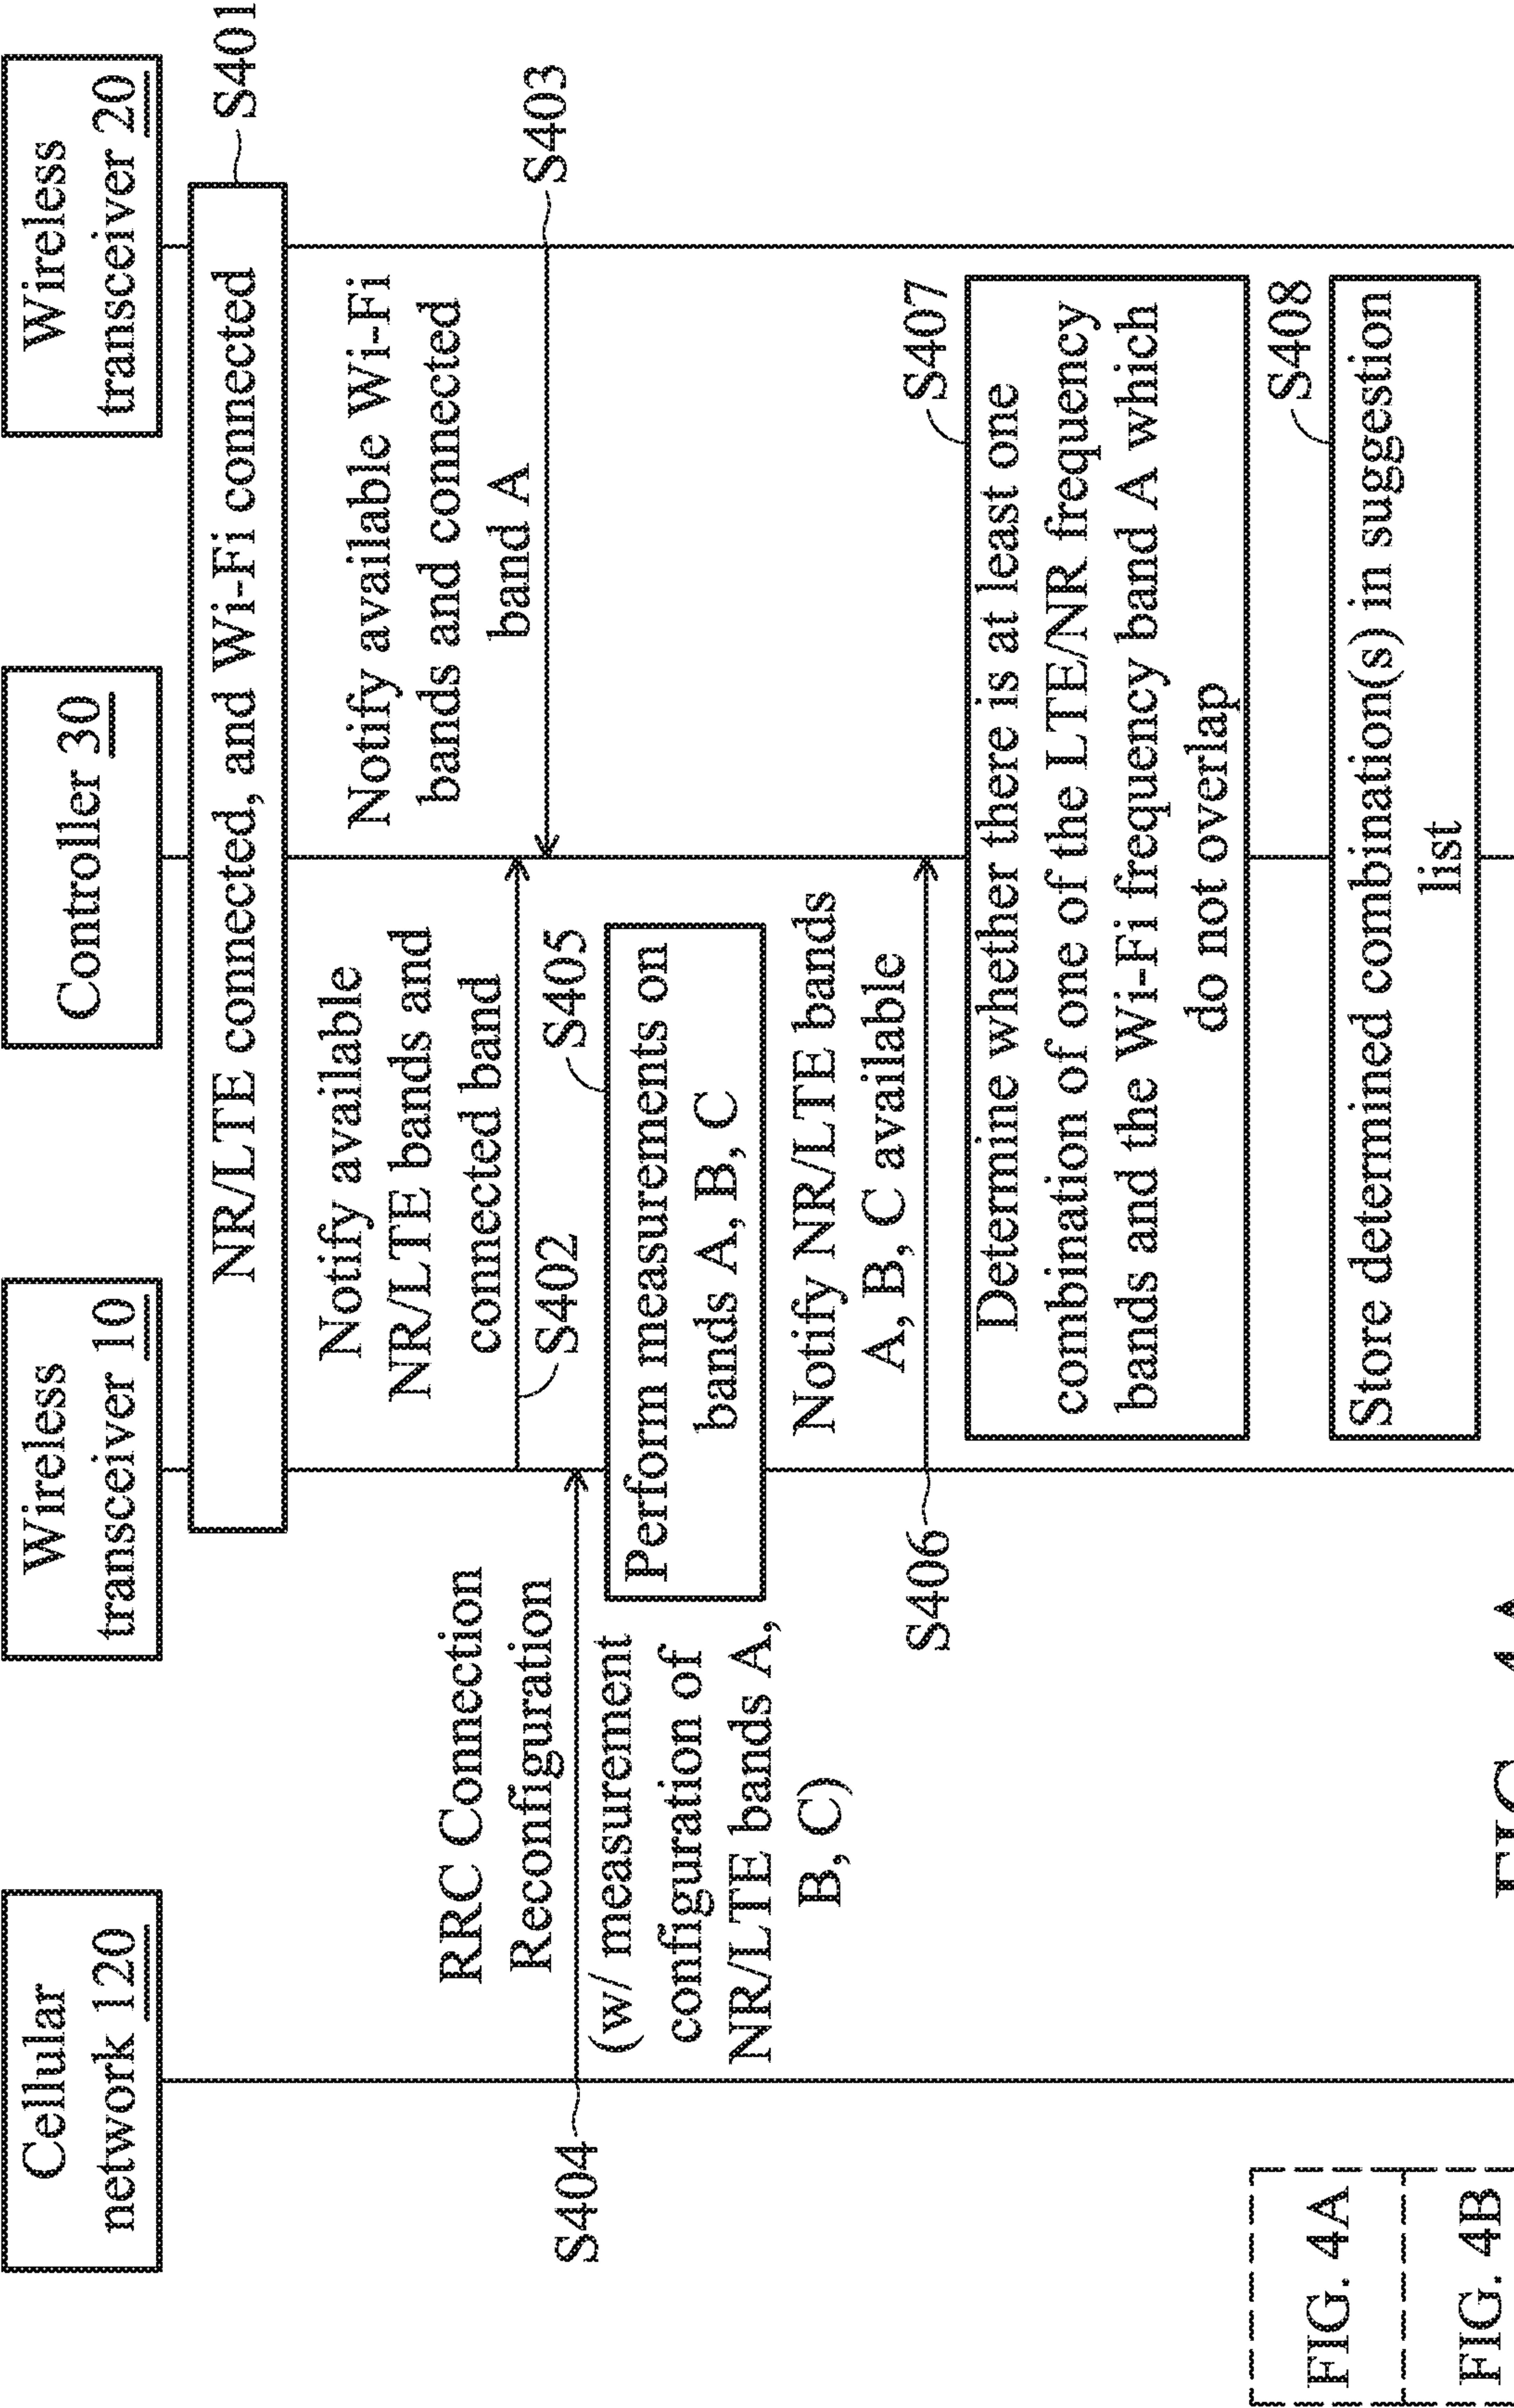 Cellular
network 120
Wireless
transceiver 10
Controller 30
Wireless
transceiver 20
NR/LTE connected, and Wi-Fi connected
S401
Notify available
NR/LTE bands and
connected band
S402
Notify available Wi-Fi
bands and connected
band A
S403
RRC Connection
Reconfiguration
(w/ measurement
configuration of
NR/LTE bands A,
B, C)
S404
S405
Perform measurements on
bands A, B, C
Notify NR/LTE bands
A, B, C available
S406
S407
Determine whether there is at least one
combination of one of the LTE/NR frequency
bands and the Wi-Fi frequency band A which
do not overlap
S408
Store determined combination(s) in suggestion
list
FIG. 4A
FIG. 4B